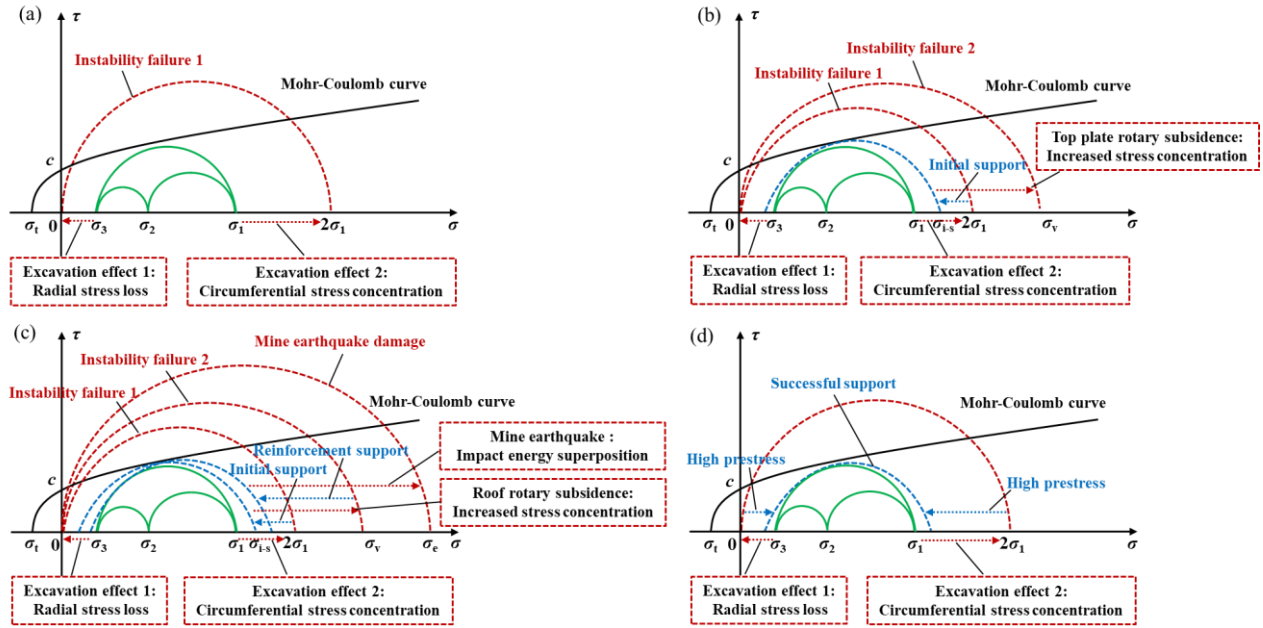 (a)
τ
Instability failure 1
Mohr-Coulomb curve
c
σt 0 σ3 σ2 σ1 2σ1 σ
Excavation effect 1:
Radial stress loss
Excavation effect 2:
Circumferential stress concentration
(b)
τ
Instability failure 2
Instability failure 1
Mohr-Coulomb curve
Top plate rotary subsidence:
Increased stress concentration
Initial support
c
σt 0 σ3 σ2 σ1 σi-s 2σ1 σv σ
Excavation effect 1:
Radial stress loss
Excavation effect 2:
Circumferential stress concentration
(c)
τ
Mine earthquake damage
Instability failure 2
Instability failure 1
Mohr-Coulomb curve
Mine earthquake :
Impact energy superposition
Reinforcement support
Initial support
Roof rotary subsidence:
Increased stress concentration
c
σt 0 σ3 σ2 σ1 σi-s 2σ1 σv σe σ
Excavation effect 1:
Radial stress loss
Excavation effect 2:
Circumferential stress concentration
(d)
τ
Successful support
Mohr-Coulomb curve
High prestress
High prestress
c
σt 0 σ3 σ2 σ1 2σ1 σ
Excavation effect 1:
Radial stress loss
Excavation effect 2:
Circumferential stress concentration